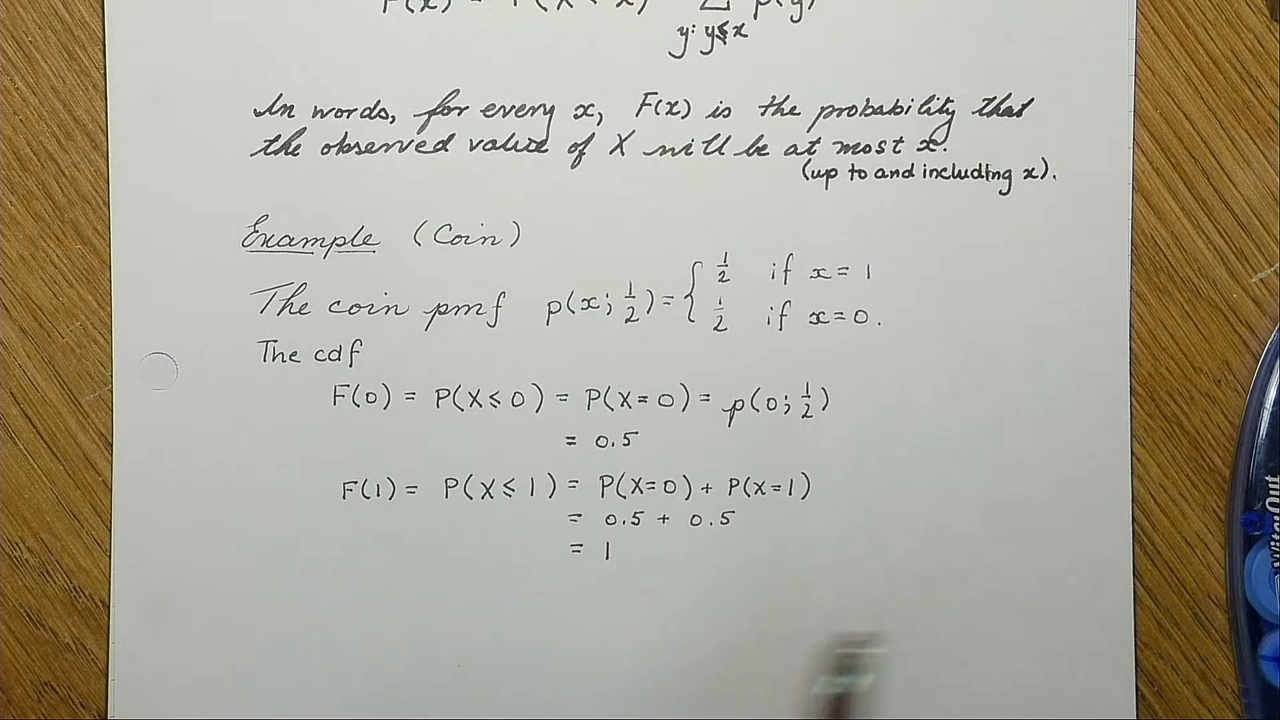 F(x) = P(X ≤ x) = Σ p(y)
y: y≤x
In words, for every x, F(x) is the probability that
the observed value of X will be at most x.
(up to and including x).
Example (Coin)
The coin pmf p(x; 1/2) = { 1/2 if x = 1
1/2 if x = 0.
The cdf
F(0) = P(X ≤ 0) = P(X = 0) = p(0; 1/2)
= 0.5
F(1) = P(X ≤ 1) = P(X=0) + P(X=1)
= 0.5 + 0.5
= 1
Wite Out